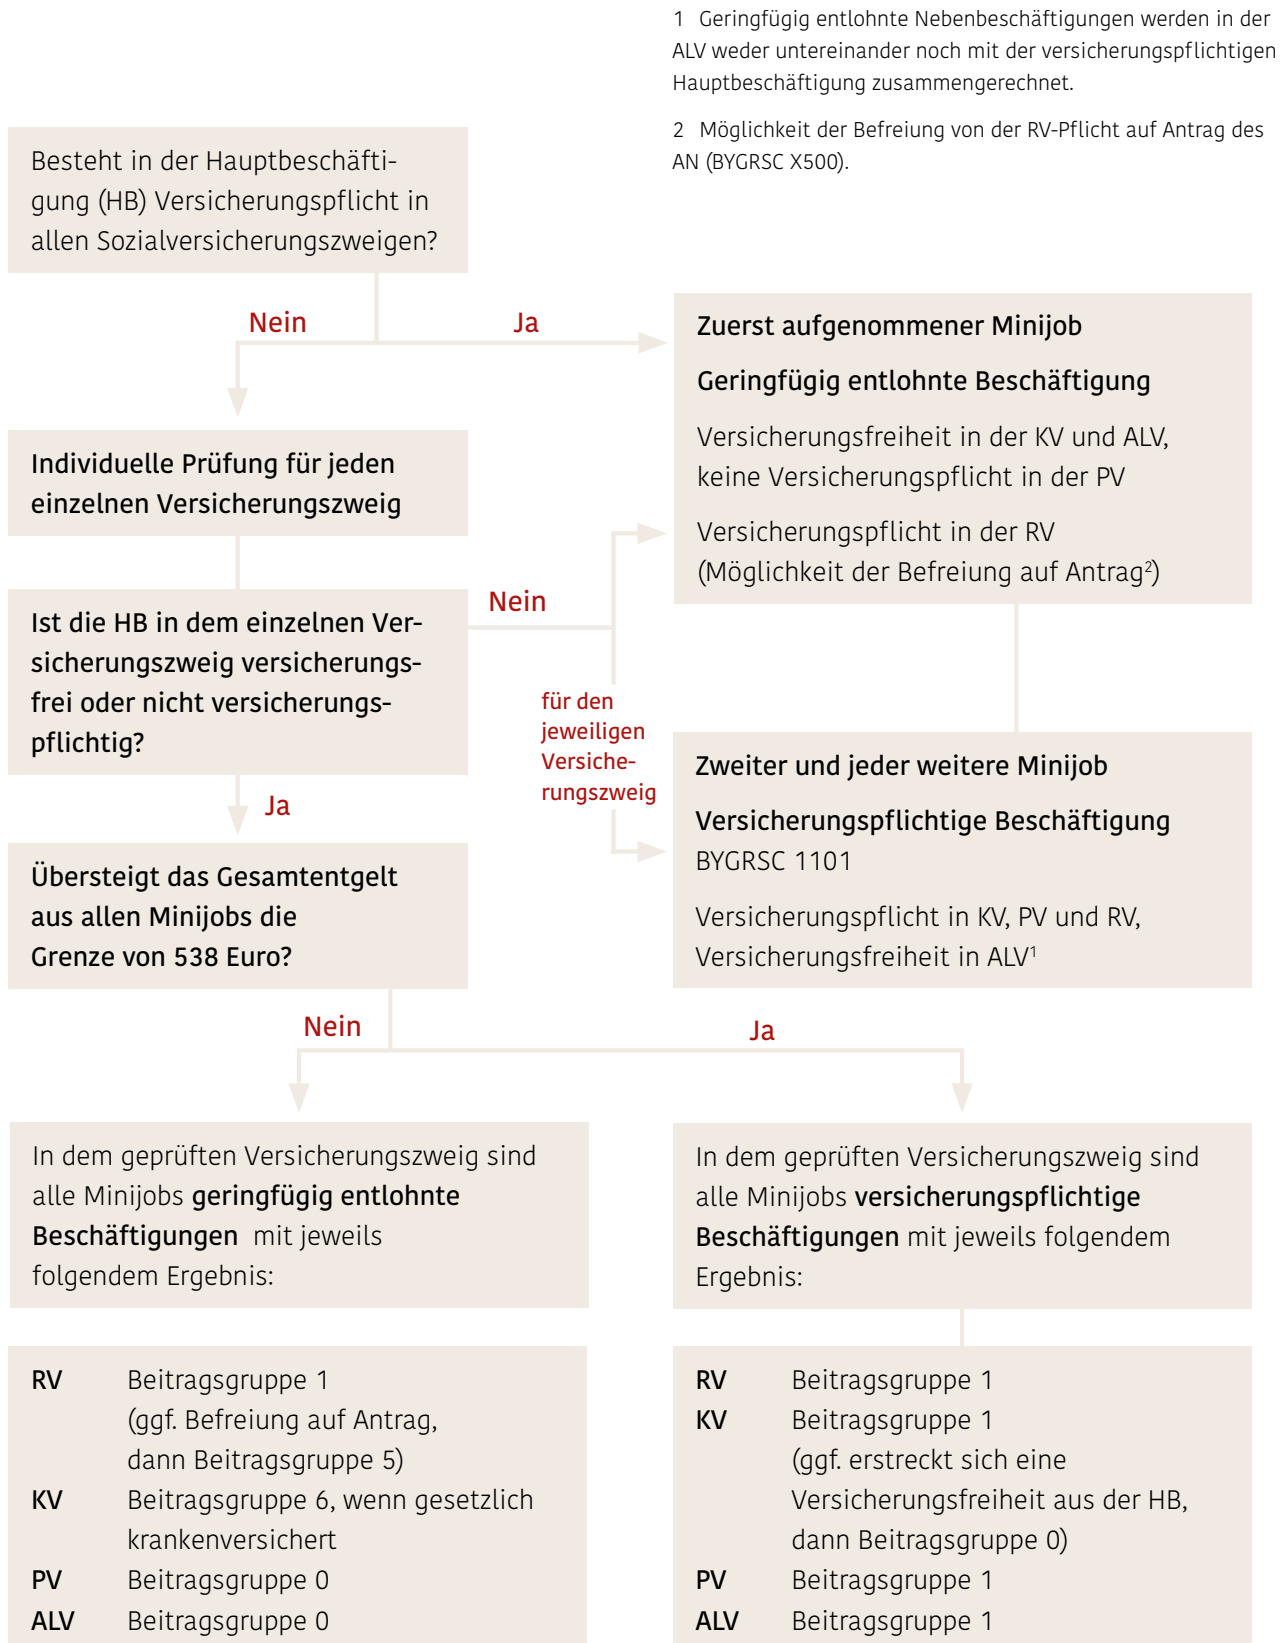 1 Geringfügig entlohnte Nebenbeschäftigungen werden in der
ALV weder untereinander noch mit der versicherungspflichtigen
Hauptbeschäftigung zusammengerechnet.
2 Möglichkeit der Befreiung von der RV-Pflicht auf Antrag des
AN (BYGRSC X500).
Besteht in der Hauptbeschäfti-
gung (HB) Versicherungspflicht in
allen Sozialversicherungszweigen?
Nein
Ja
Zuerst aufgenommener Minijob
Geringfügig entlohnte Beschäftigung
Versicherungsfreiheit in der KV und ALV,
keine Versicherungspflicht in der PV
Versicherungspflicht in der RV
(Möglichkeit der Befreiung auf Antrag²)
Individuelle Prüfung für jeden
einzelnen Versicherungszweig
Ist die HB in dem einzelnen Ver-
sicherungszweig versicherungs-
frei oder nicht versicherungs-
pflichtig?
Nein
für den
jeweiligen
Versiche-
rungszweig
Zweiter und jeder weitere Minijob
Versicherungspflichtige Beschäftigung
BYGRSC 1101
Versicherungspflicht in KV, PV und RV,
Versicherungsfreiheit in ALV¹
Ja
Übersteigt das Gesamtentgelt
aus allen Minijobs die
Grenze von 538 Euro?
Nein
Ja
In dem geprüften Versicherungszweig sind
alle Minijobs geringfügig entlohnte
Beschäftigungen mit jeweils
folgendem Ergebnis:
RV Beitragsgruppe 1
(ggf. Befreiung auf Antrag,
dann Beitragsgruppe 5)
KV Beitragsgruppe 6, wenn gesetzlich
krankenversichert
PV Beitragsgruppe 0
ALV Beitragsgruppe 0
In dem geprüften Versicherungszweig sind
alle Minijobs versicherungspflichtige
Beschäftigungen mit jeweils folgendem
Ergebnis:
RV Beitragsgruppe 1
KV Beitragsgruppe 1
(ggf. erstreckt sich eine
Versicherungsfreiheit aus der HB,
dann Beitragsgruppe 0)
PV Beitragsgruppe 1
ALV Beitragsgruppe 1